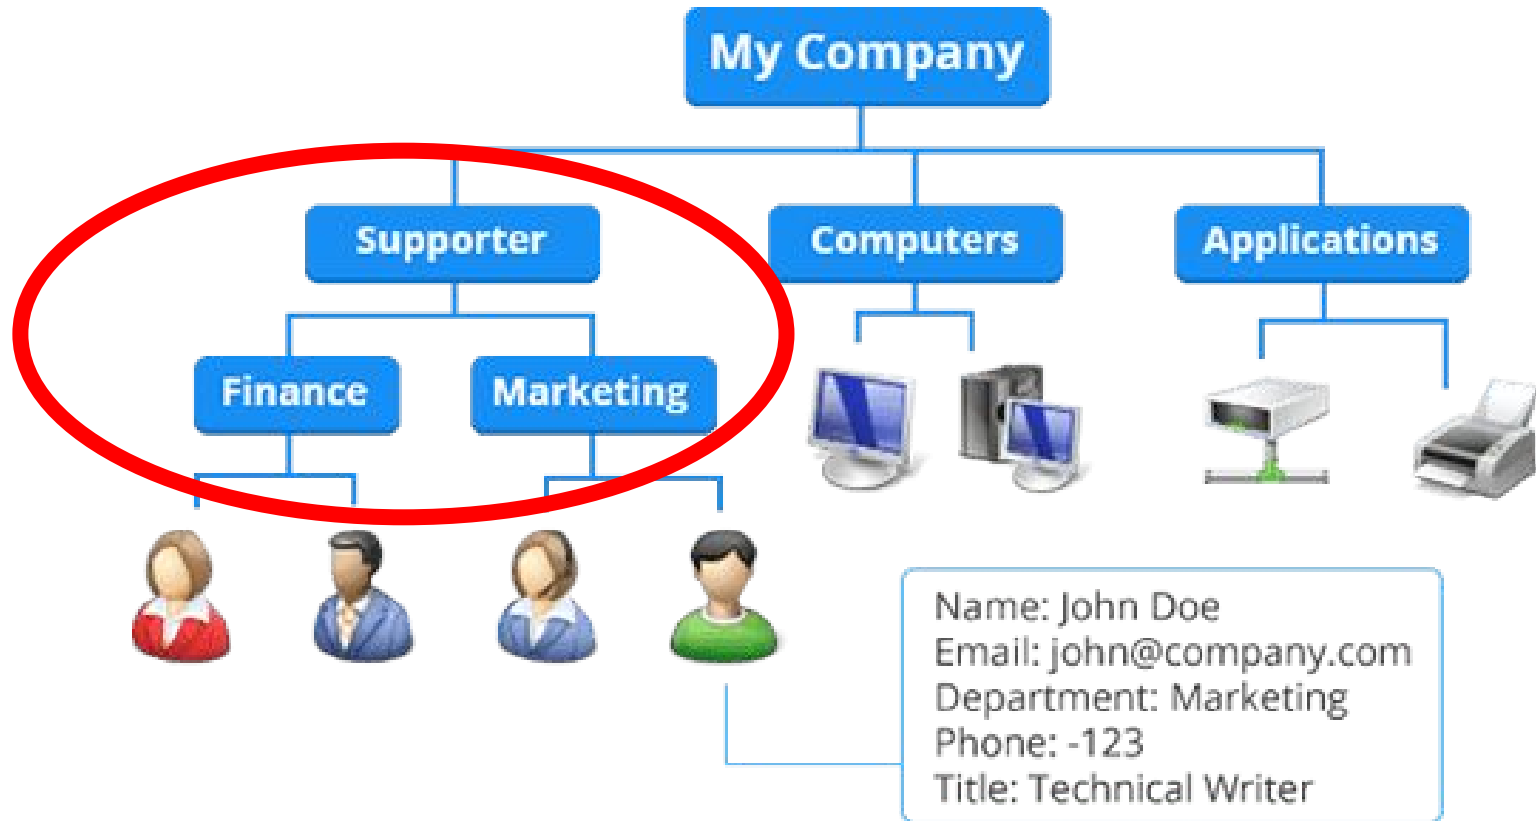 My Company
Supporter
Computers
Applications
Finance
Marketing
Name: John Doe
Email: john@company.com
Department: Marketing
Phone: -123
Title: Technical Writer